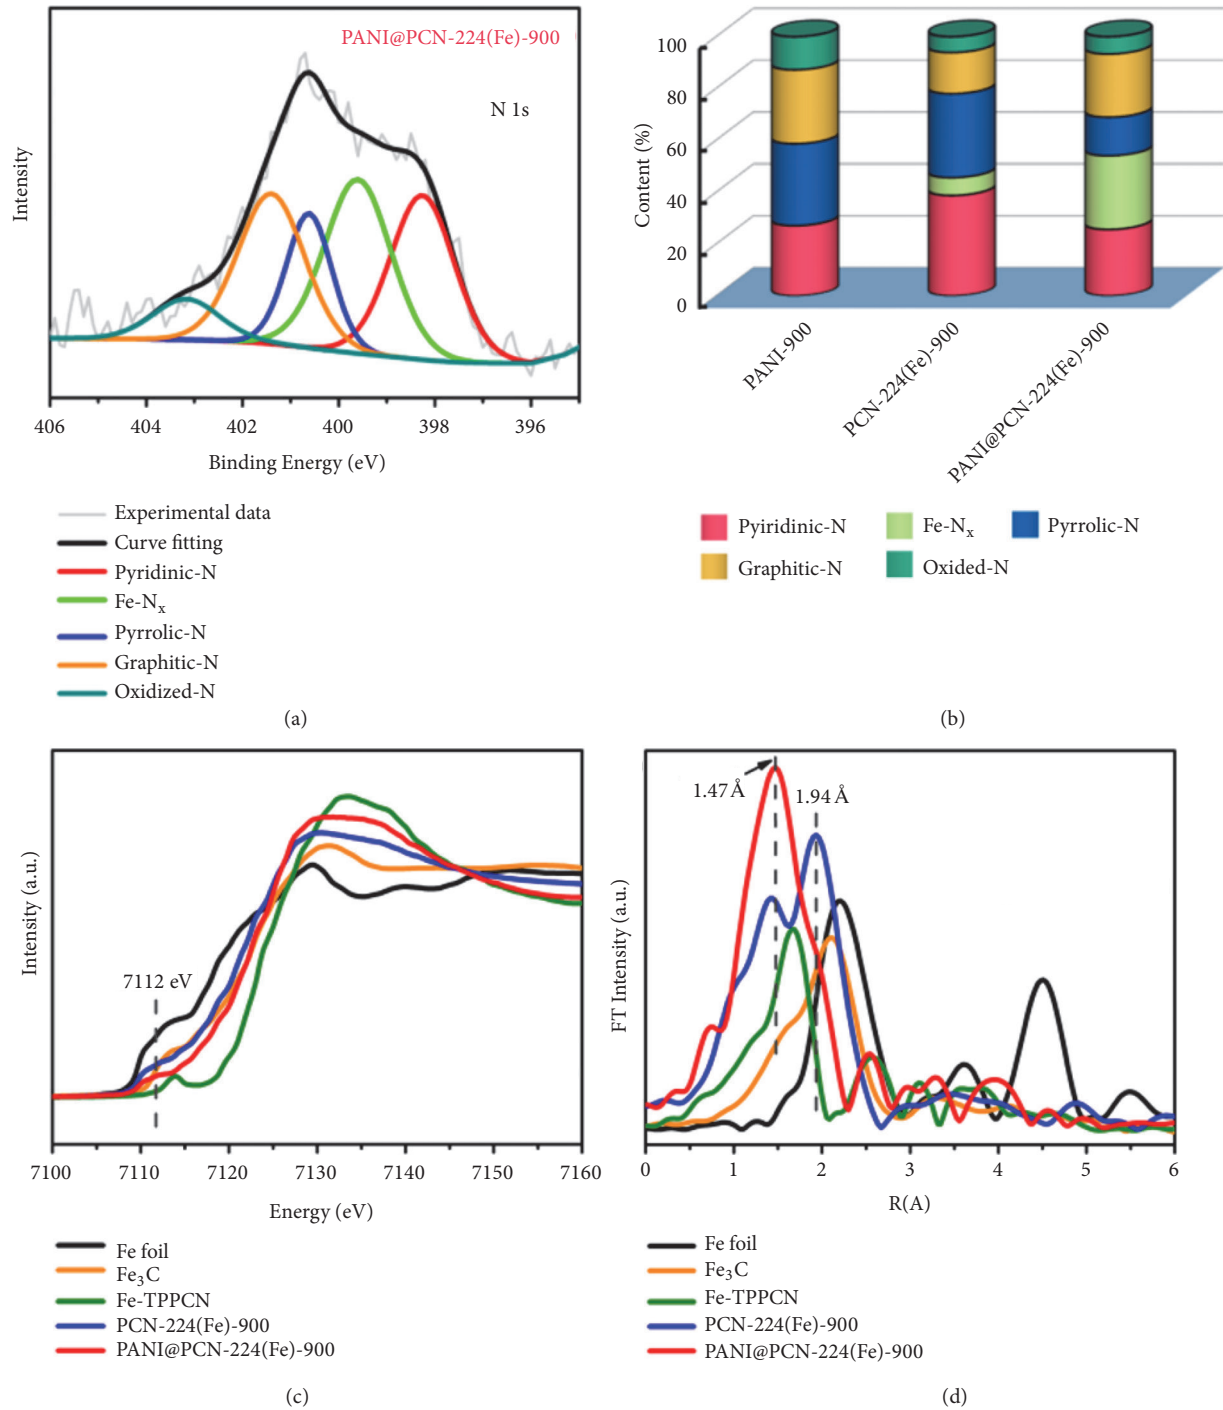 PANI@PCN-224(Fe)-900
N 1s
Intensity
406 404 402 400 398 396
Binding Energy (eV)
Experimental data
Curve fitting
Pyridinic-N
Fe-Nx
Pyrrolic-N
Graphitic-N
Oxidized-N
(a)
100
80
60
40
20
0
Content (%)
PANI-900
PCN-224(Fe)-900
PANI@PCN-224(Fe)-900
Pyiridinic-N Fe-Nx Pyrrolic-N
Graphitic-N Oxided-N
(b)
7112 eV
Intensity (a.u.)
7100 7110 7120 7130 7140 7150 7160
Energy (eV)
Fe foil
Fe3C
Fe-TPPCN
PCN-224(Fe)-900
PANI@PCN-224(Fe)-900
(c)
1.47 Å 1.94 Å
FT Intensity (a.u.)
0 1 2 3 4 5 6
R(A)
Fe foil
Fe3C
Fe-TPPCN
PCN-224(Fe)-900
PANI@PCN-224(Fe)-900
(d)